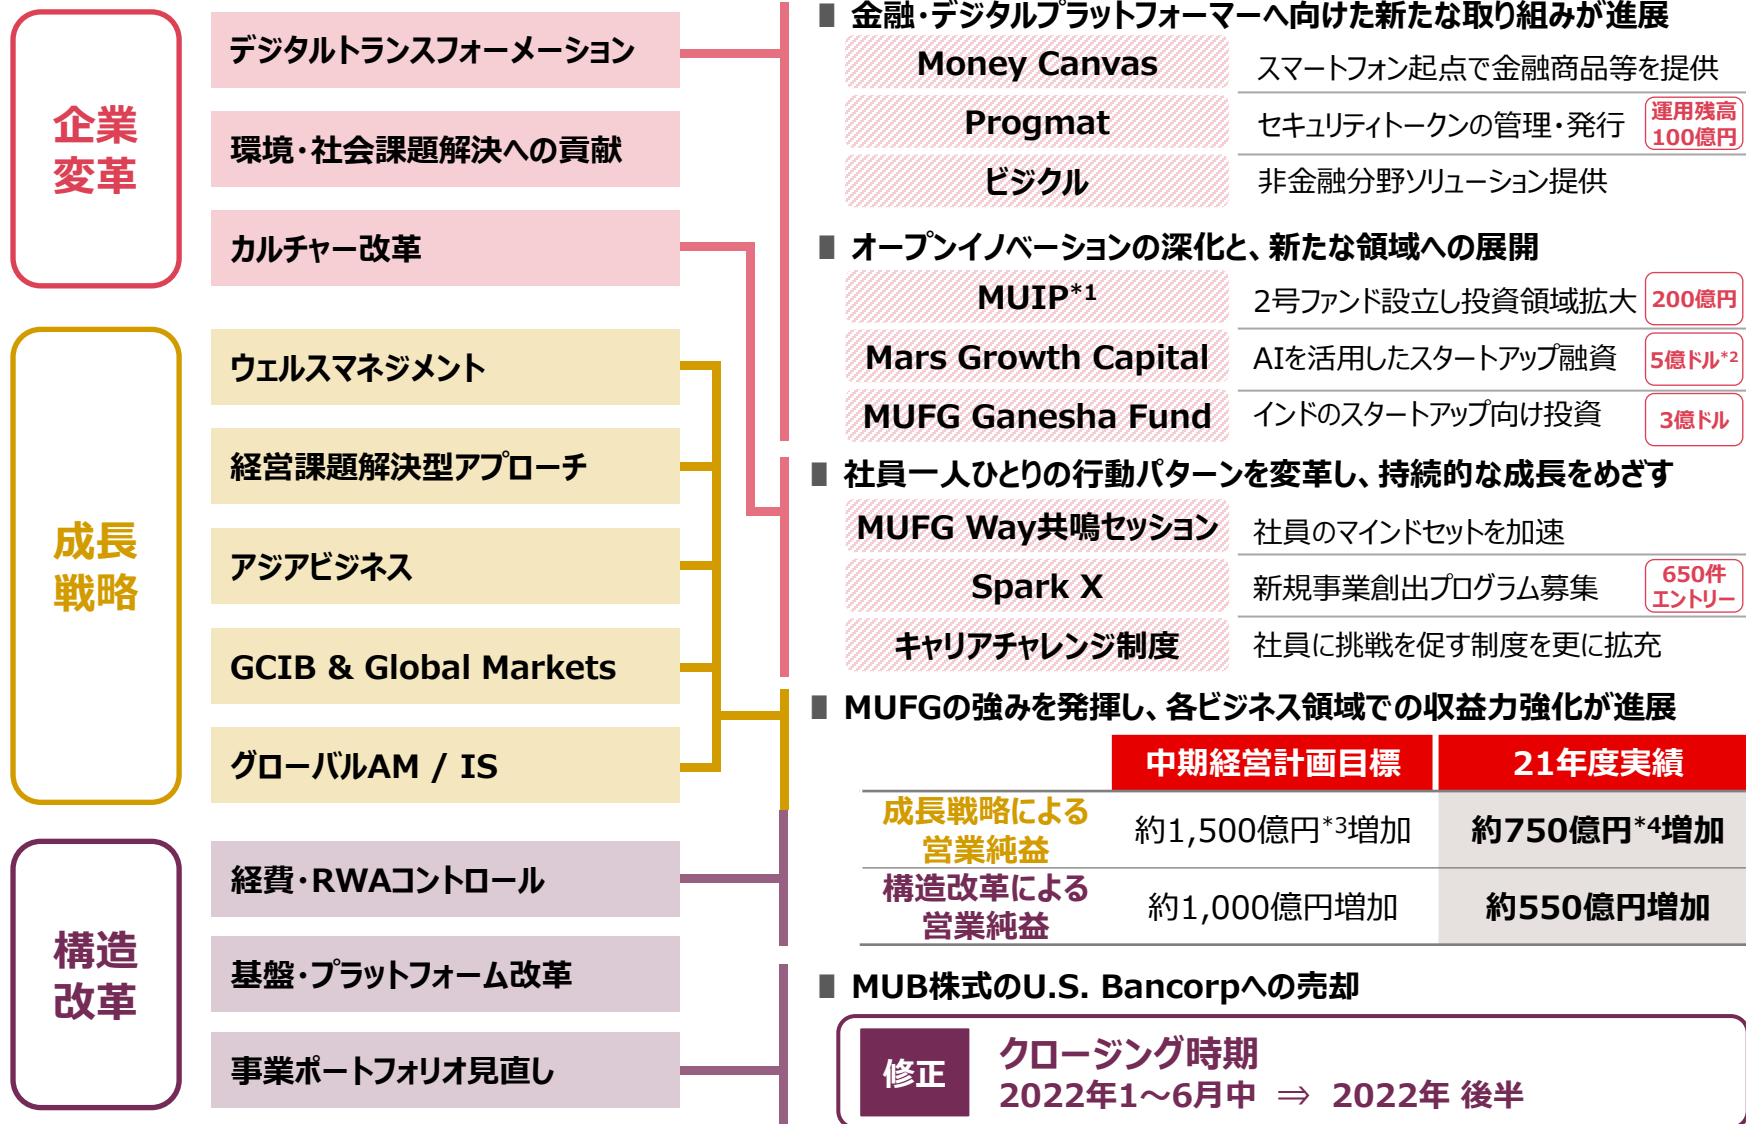 企業
変革
デジタルトランスフォーメーション
環境・社会課題解決への貢献
カルチャー改革
成長
戦略
ウェルスマネジメント
経営課題解決型アプローチ
アジアビジネス
GCIB & Global Markets
グローバルAM / IS
構造
改革
経費・RWAコントロール
基盤・プラットフォーム改革
事業ポートフォリオ見直し
■ 金融・デジタルプラットフォーマーへ向けた新たな取り組みが進展
Money Canvas スマートフォン起点で金融商品等を提供
Progmat セキュリティトークンの管理・発行 運用残高
100億円
ビジクル 非金融分野ソリューション提供
■ オープンイノベーションの深化と、新たな領域への展開
MUIP*1 2号ファンド設立し投資領域拡大 200億円
Mars Growth Capital AIを活用したスタートアップ融資 5億ドル*2
MUFG Ganesha Fund インドのスタートアップ向け投資 3億ドル
■ 社員一人ひとりの行動パターンを変革し、持続的な成長をめざす
MUFG Way共鳴セッション 社員のマインドセットを加速
Spark X 新規事業創出プログラム募集 650件
エントリー
キャリアチャレンジ制度 社員に挑戦を促す制度を更に拡充
■ MUFGの強みを発揮し、各ビジネス領域での収益力強化が進展
中期経営計画目標 21年度実績
成長戦略による
営業純益 約1,500億円*3増加 約750億円*4増加
構造改革による
営業純益 約1,000億円増加 約550億円増加
■ MUB株式のU.S. Bancorpへの売却
修正
クロージング時期
2022年1~6月中 ⇒ 2022年 後半